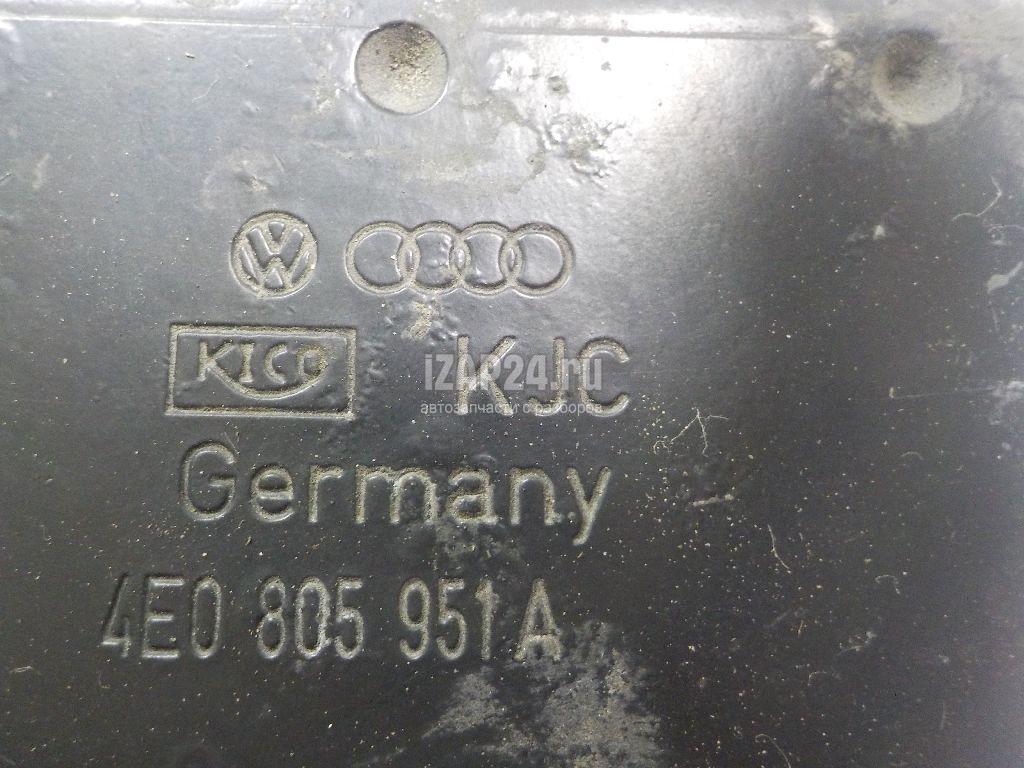 KICO KJC
iZAP24.ru
автозапчасти с разборов
Germany
4E0 805 951 A